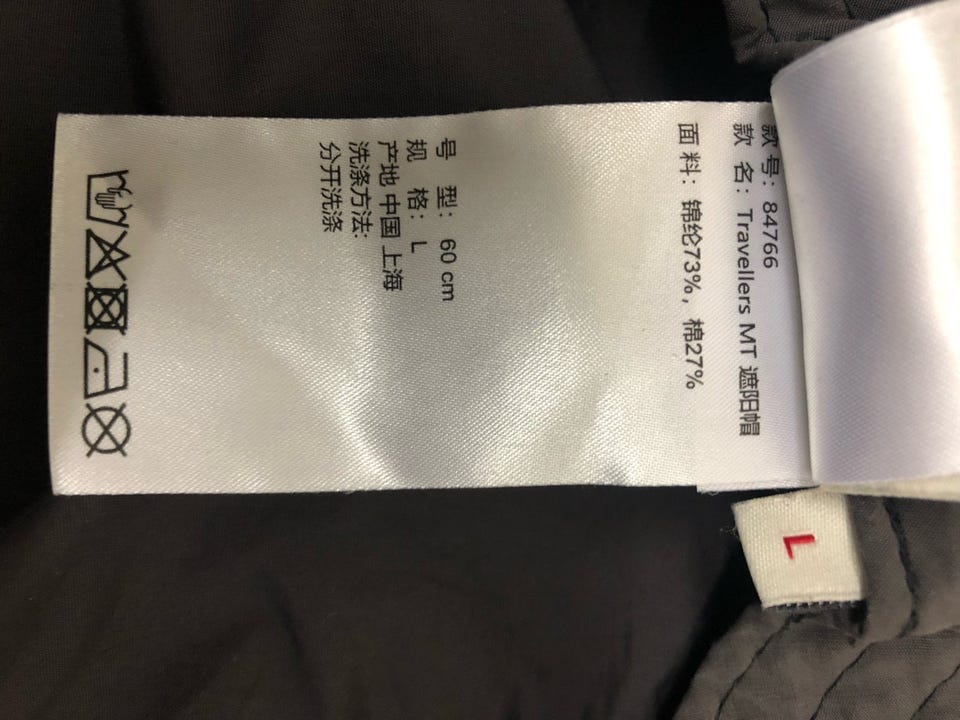 款号：84766
款 名：Travellers MT 遮阳帽
面 料：锦纶73%，棉27%
号 型：60 cm
规 格：L
产地 中国 上海
洗涤方法:
分开洗涤
L